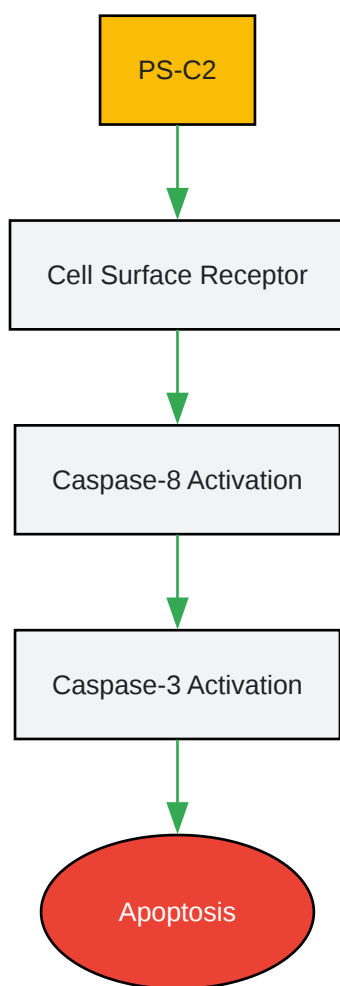 PS-C2
Cell Surface Receptor
Caspase-8 Activation
Caspase-3 Activation
Apoptosis